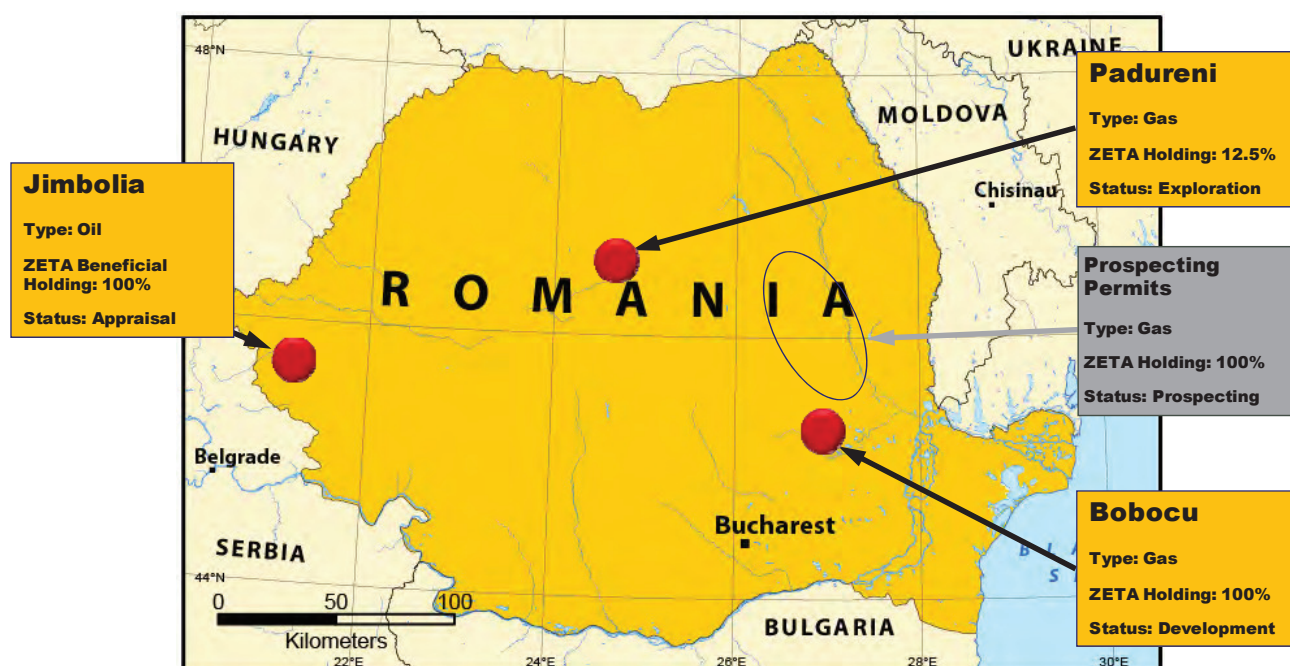 48°N
UKRAINE
Padureni
Type: Gas
ZETA Holding: 12.5%
Status: Exploration
MOLDOVA
HUNGARY
Chisinau
Jimbolia
Type: Oil
ZETA Beneficial
Holding: 100%
Status: Appraisal
Prospecting
Permits
Type: Gas
ZETA Holding: 100%
Status: Prospecting
ROMANIA
Belgrade
Bobocu
Type: Gas
ZETA Holding: 100%
Status: Development
Bucharest
SERBIA
44°N
0 50 100
Kilometers
BULGARIA
22°E 24°E 26°E 28°E 30°E